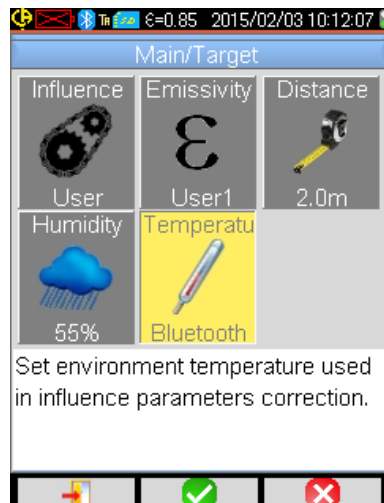 ε=0.85 2015/02/03 10:12:07
Main/Target
Influence Emissivity Distance
ε
User User1 2.0m
Humidity Temperatu
55% Bluetooth
Set environment temperature used
in influence parameters correction.